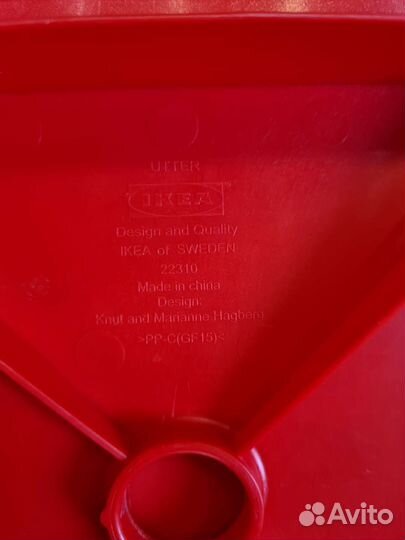 UTTER
IKEA
Design and Quality
IKEA of SWEDEN
22310
Made in china
Design:
Knut and Marianne Hagberg
>PP-C(GF15)<
Avito